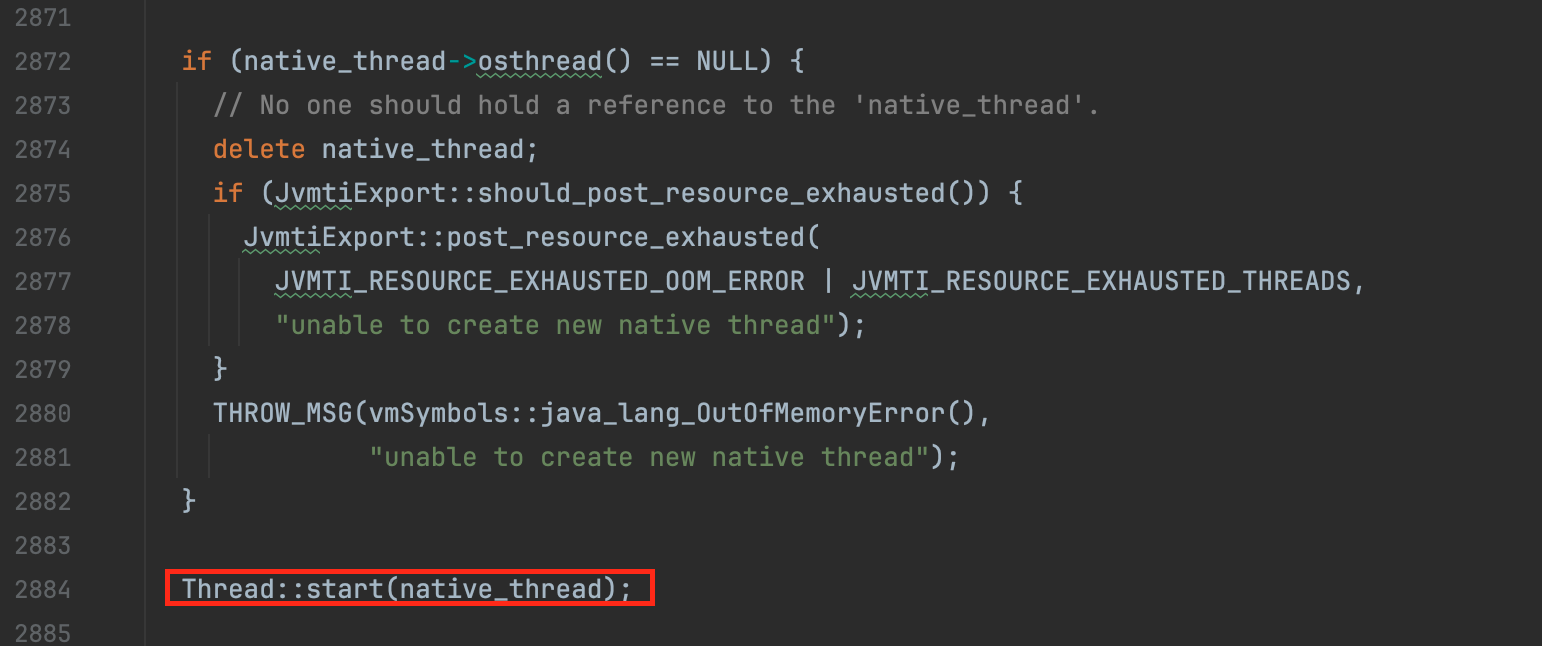 2871
2872 if (native_thread->osthread() == NULL) {
2873 // No one should hold a reference to the 'native_thread'.
2874 delete native_thread;
2875 if (JvmtiExport::should_post_resource_exhausted()) {
2876 JvmtiExport::post_resource_exhausted(
2877 JVMTI_RESOURCE_EXHAUSTED_OOM_ERROR | JVMTI_RESOURCE_EXHAUSTED_THREADS,
2878 "unable to create new native thread");
2879 }
2880 THROW_MSG(vmSymbols::java_lang_OutOfMemoryError(),
2881 "unable to create new native thread");
2882 }
2883
2884 Thread::start(native_thread);
2885